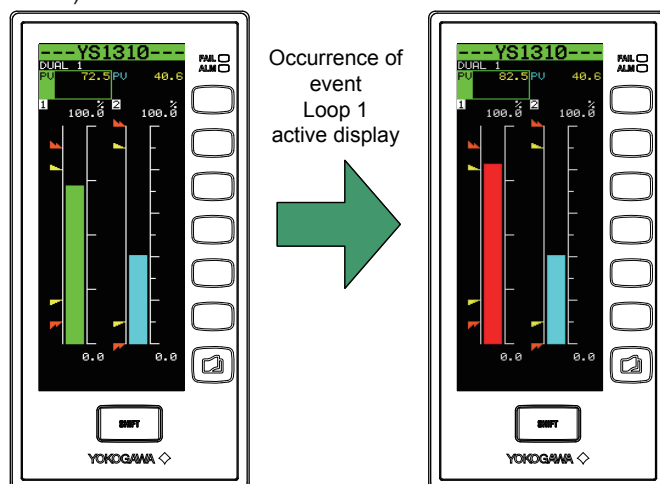 ---YS1310---
DUAL 1
PV 72.5 PV 40.6
1 % 2 %
100.0 100.0
0.0 0.0
FAIL
ALM
SHIFT
YOKOGAWA
Occurrence of
event
Loop 1
active display
---YS1310---
DUAL 1
PV 82.5 PV 40.6
1 % 2 %
100.0 100.0
0.0 0.0
FAIL
ALM
SHIFT
YOKOGAWA